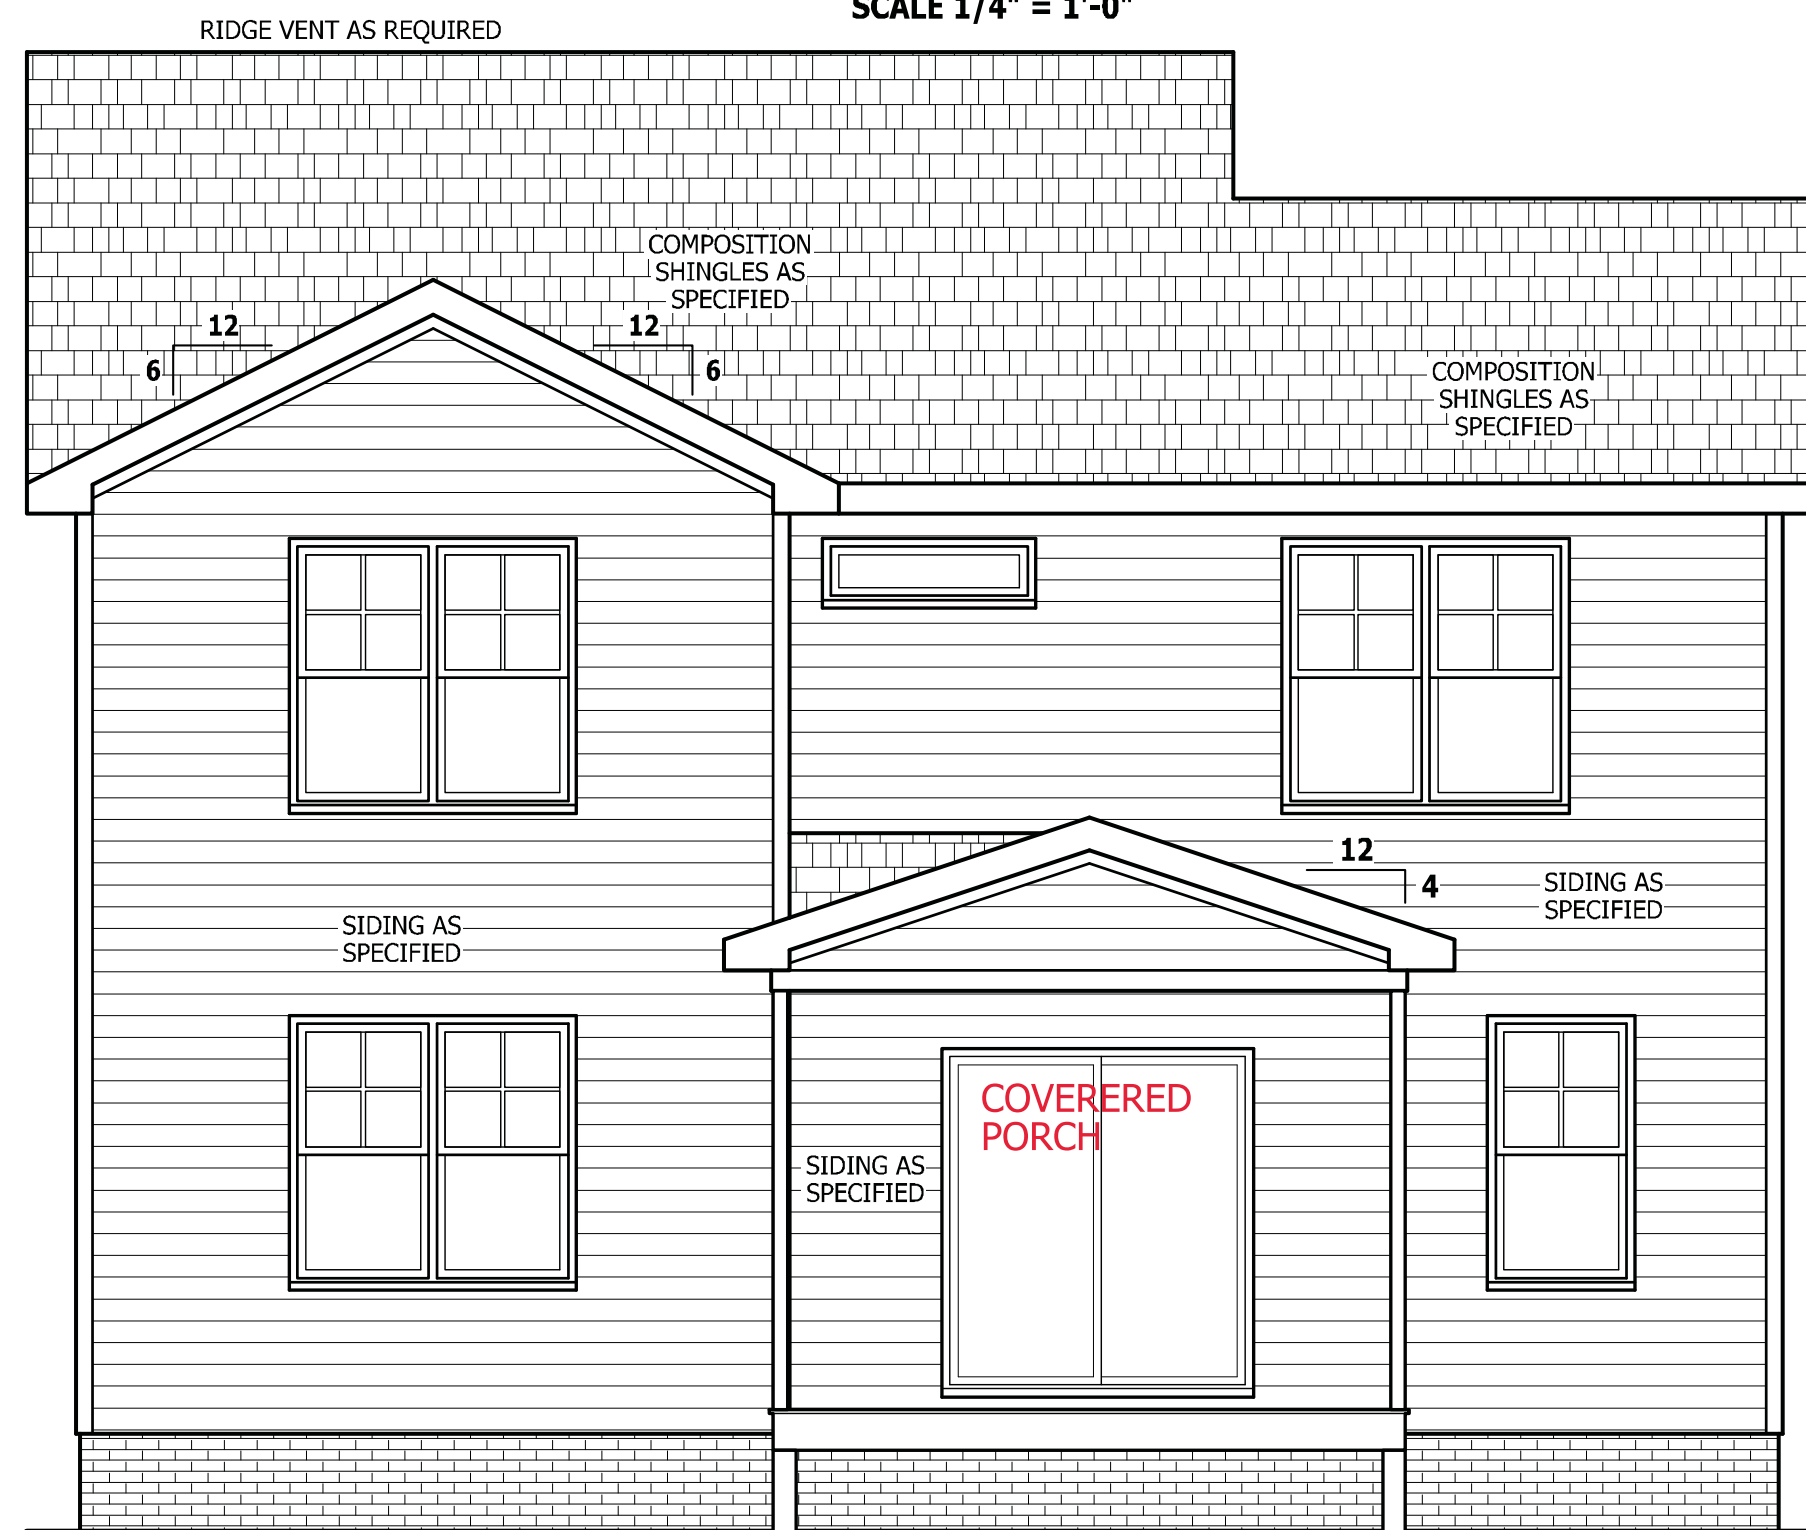 SCALE 1/4" = 1'-0"
RIDGE VENT AS REQUIRED
COMPOSITION
SHINGLES AS
SPECIFIED
12
6
12
6
COMPOSITION
SHINGLES AS
SPECIFIED
12
4
SIDING AS
SPECIFIED
SIDING AS
SPECIFIED
COVERERED
PORCH
SIDING AS
SPECIFIED